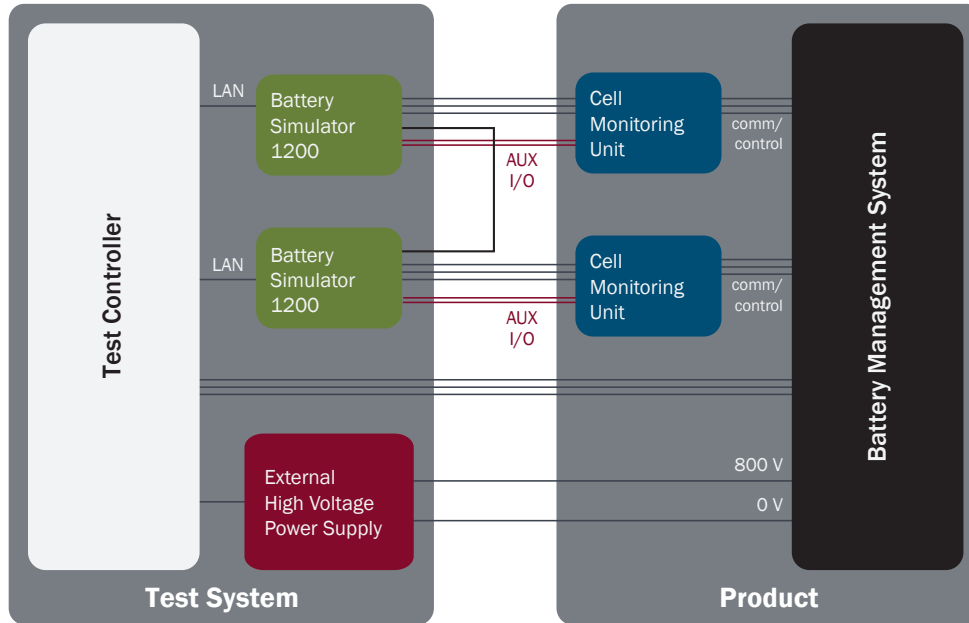 Test Controller
LAN
Battery
Simulator
1200
AUX
I/O
Cell
Monitoring
Unit
comm/
control
LAN
Battery
Simulator
1200
AUX
I/O
Cell
Monitoring
Unit
comm/
control
Battery Management System
External
High Voltage
Power Supply
800 V
0 V
Test System
Product